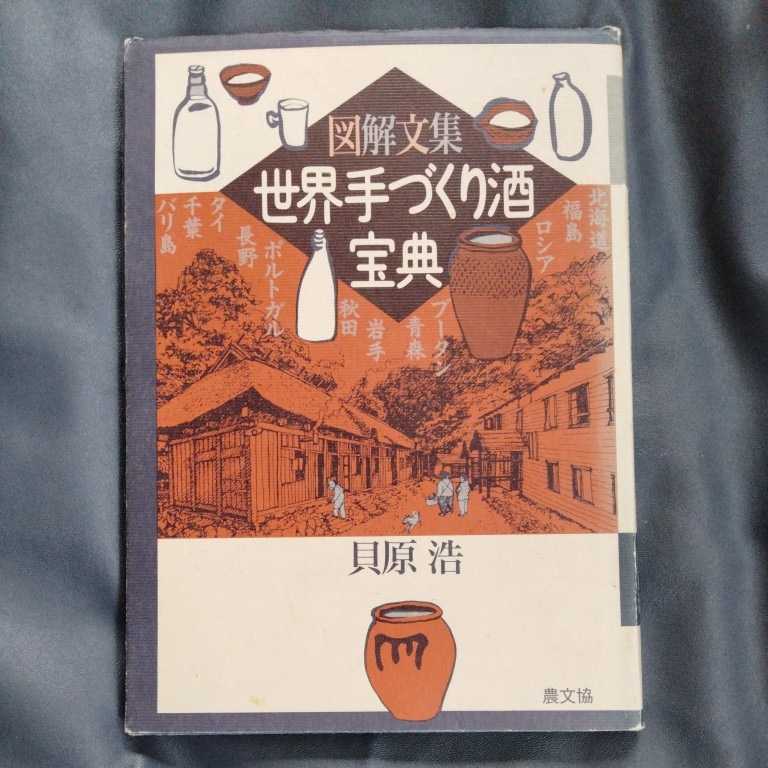 図解文集
世界手づくり酒
宝典
北海道
福島
ロシア
ブータン
青森
岩手
秋田
ポルトガル
長野
タイ
千葉
バリ島
貝原 浩
農文協